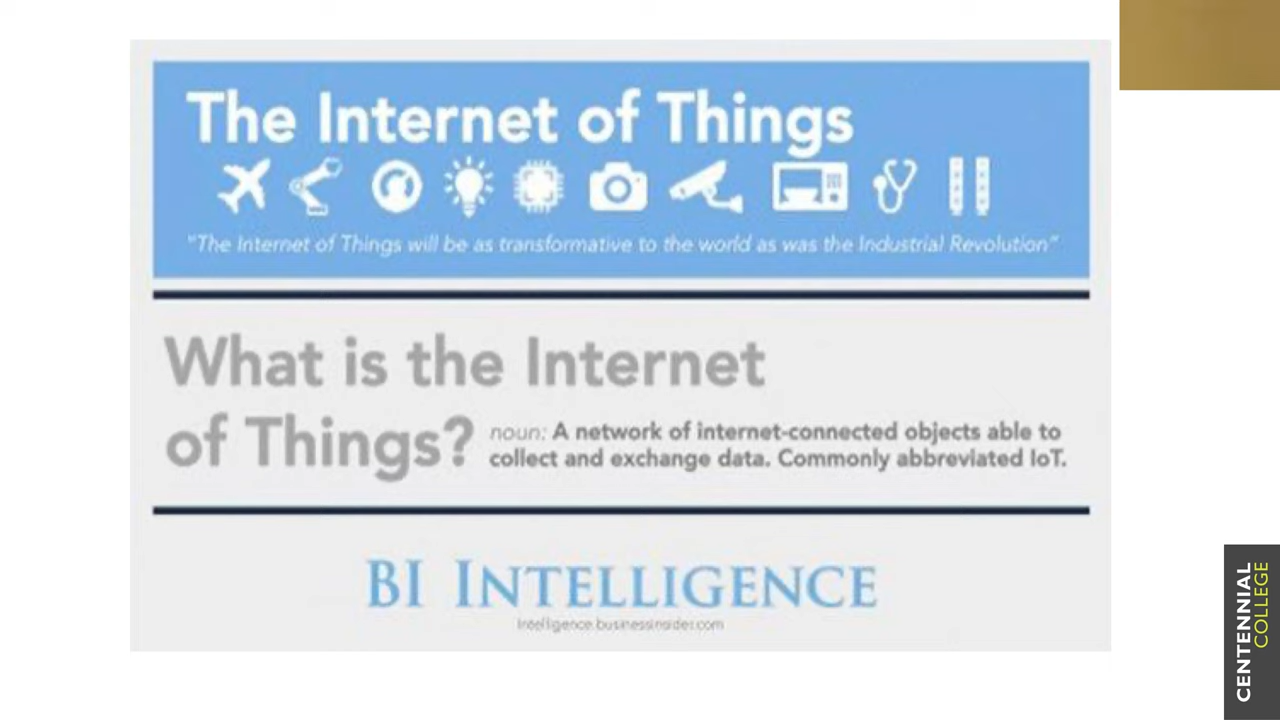 The Internet of Things
"The Internet of Things will be as transformative to the world as was the Industrial Revolution"
What is the Internet
of Things?
noun: A network of internet-connected objects able to
collect and exchange data. Commonly abbreviated IoT.
BI INTELLIGENCE
intelligence.businessinsider.com
CENTENNIAL
COLLEGE